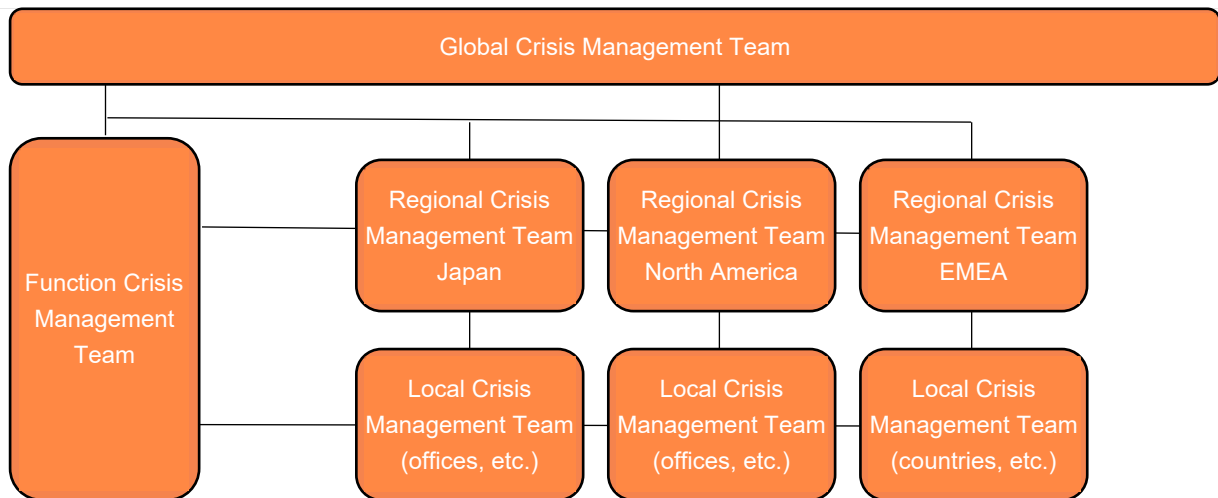 Global Crisis Management Team
Function Crisis
Management
Team
Regional Crisis
Management Team
Japan
Regional Crisis
Management Team
North America
Regional Crisis
Management Team
EMEA
Local Crisis
Management Team
(offices, etc.)
Local Crisis
Management Team
(offices, etc.)
Local Crisis
Management Team
(countries, etc.)